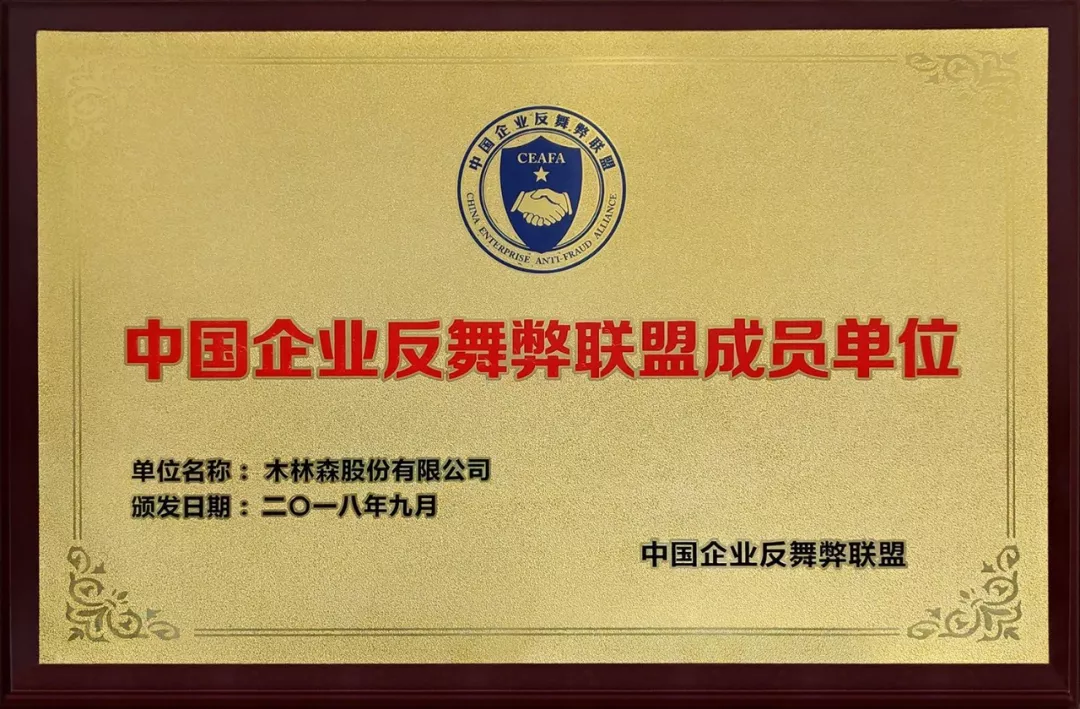 中国企业反舞弊联盟
CEAFA
CHINA ENTERPRISE ANTI-FRAUD ALLIANCE
中国企业反舞弊联盟成员单位
单位名称：木林森股份有限公司
颁发日期：二〇一八年九月
中国企业反舞弊联盟